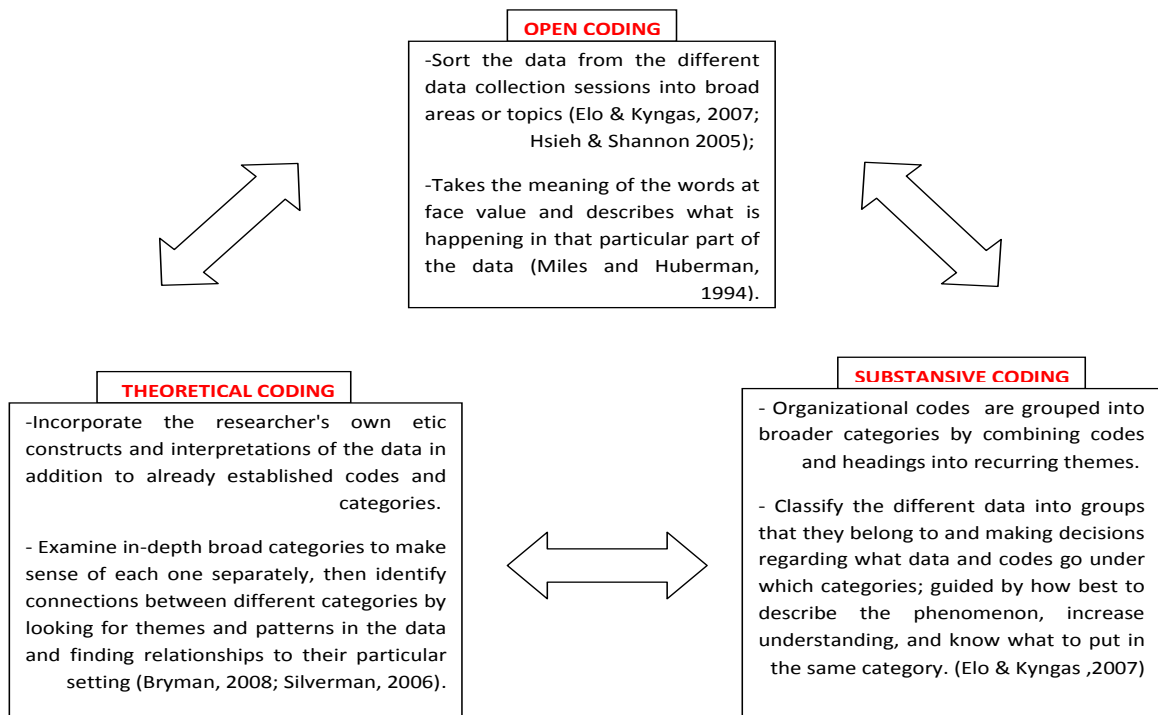 OPEN CODING
-Sort the data from the different
data collection sessions into broad
areas or topics (Elo & Kyngas, 2007;
Hsieh & Shannon 2005);
-Takes the meaning of the words at
face value and describes what is
happening in that particular part of
the data (Miles and Huberman,
1994).
THEORETICAL CODING
-Incorporate the researcher's own etic
constructs and interpretations of the data in
addition to already established codes and
categories.
- Examine in-depth broad categories to make
sense of each one separately, then identify
connections between different categories by
looking for themes and patterns in the data
and finding relationships to their particular
setting (Bryman, 2008; Silverman, 2006).
SUBSTANSIVE CODING
- Organizational codes are grouped into
broader categories by combining codes
and headings into recurring themes.
- Classify the different data into groups
that they belong to and making decisions
regarding what data and codes go under
which categories; guided by how best to
describe the phenomenon, increase
understanding, and know what to put in
the same category. (Elo & Kyngas ,2007)